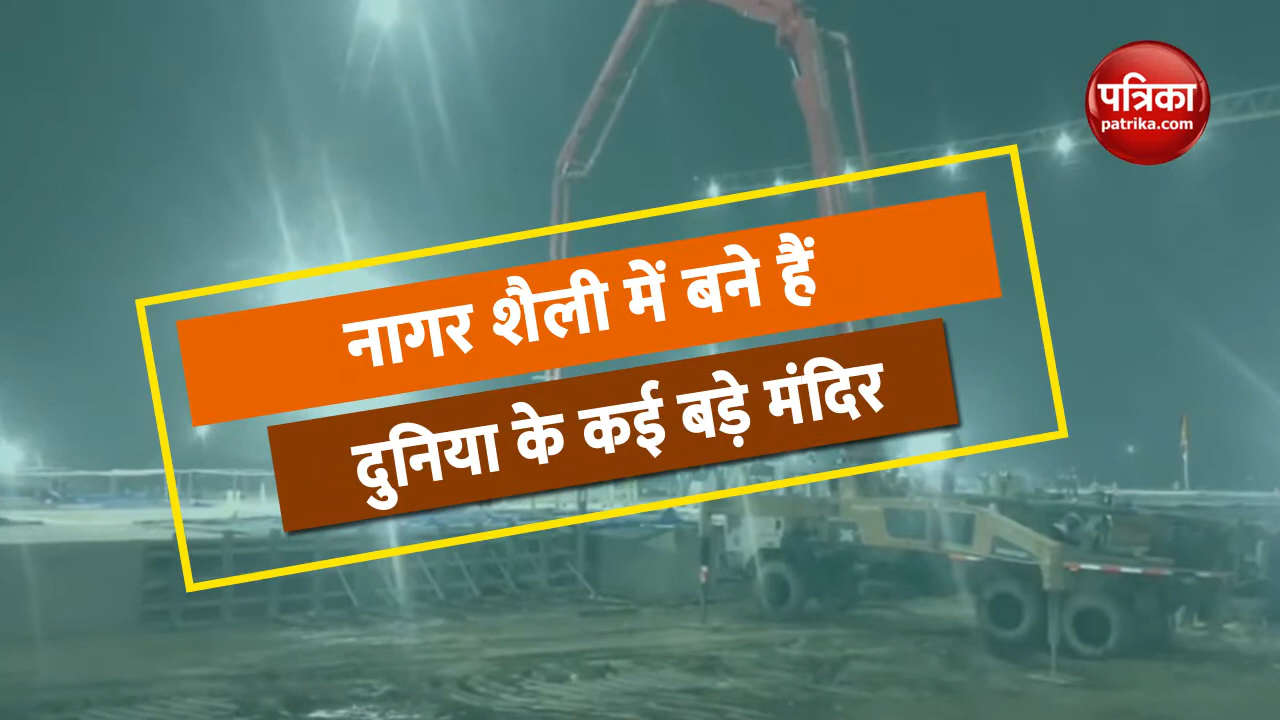 पत्रिका
patrika.com
नागर शैली में बने हैं
दुनिया के कई बड़े मंदिर